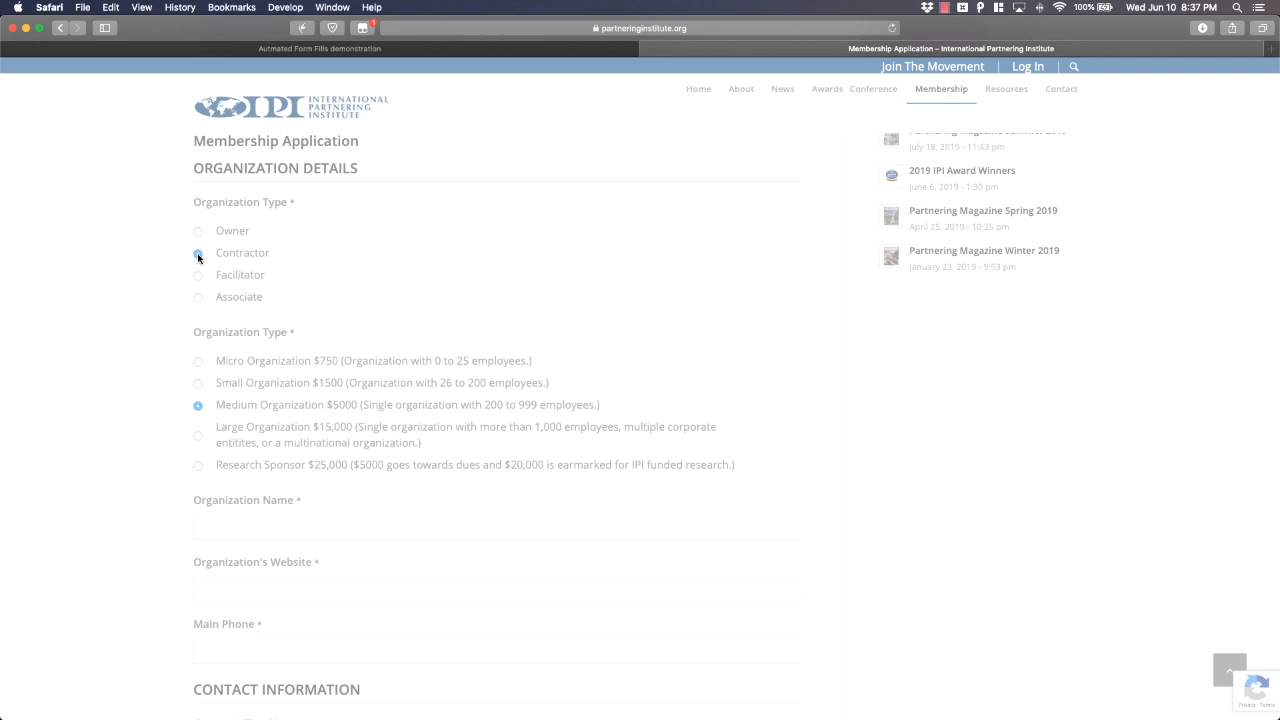 Safari File Edit View History Bookmarks Window Help
100% Wed Jun 10 8:37 PM
partneringinstitute.org
1
Autmated Form Fills demonstration
Membership Application – International Partnering Institute
Join The Movement | Log In |
IPI INTERNATIONAL
PARTNERING
INSTITUTE
Home About News Awards Conference Membership Resources Contact
Membership Application
ORGANIZATION DETAILS
Organization Type *
Owner
Contractor
Facilitator
Associate
Organization Type *
Micro Organization $750 (Organization with 0 to 25 employees.)
Small Organization $1500 (Organization with 26 to 200 employees.)
Medium Organization $5000 (Single organization with 200 to 999 employees.)
Large Organization $15,000 (Single organization with more than 1,000 employees, multiple corporate
entitites, or a multinational organization.)
Research Sponsor $25,000 ($5000 goes towards dues and $20,000 is earmarked for IPI funded research.)
Organization Name *
Organization's Website *
Main Phone *
CONTACT INFORMATION
July 18, 2019 - 11:43 pm
2019 IPI Award Winners
June 6, 2019 - 1:30 pm
Partnering Magazine Spring 2019
April 25, 2019 - 10:25 pm
Partnering Magazine Winter 2019
January 23, 2019 - 9:53 pm
Privacy - Terms